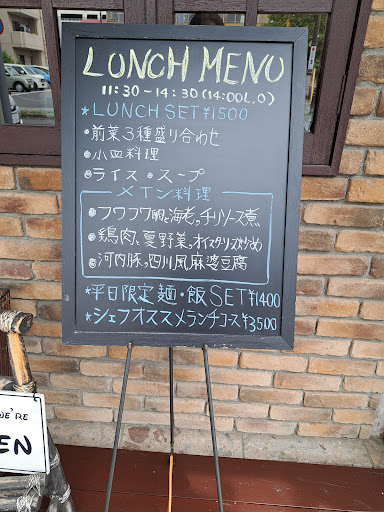 LUNCH MENU
11:30-14:30(14:00L.O)
★LUNCH SET ¥1500
・前菜3種盛り合わせ
・小皿料理
・ライス ・スープ
メイン料理
・フワフワ卵と海老のチリソース煮
・鶏肉と夏野菜のオイスターソース炒め
・河内豚の四川風麻婆豆腐
★平日限定麺・飯SET¥1400
★シェフオススメランチコース¥3500
WE'RE
EN